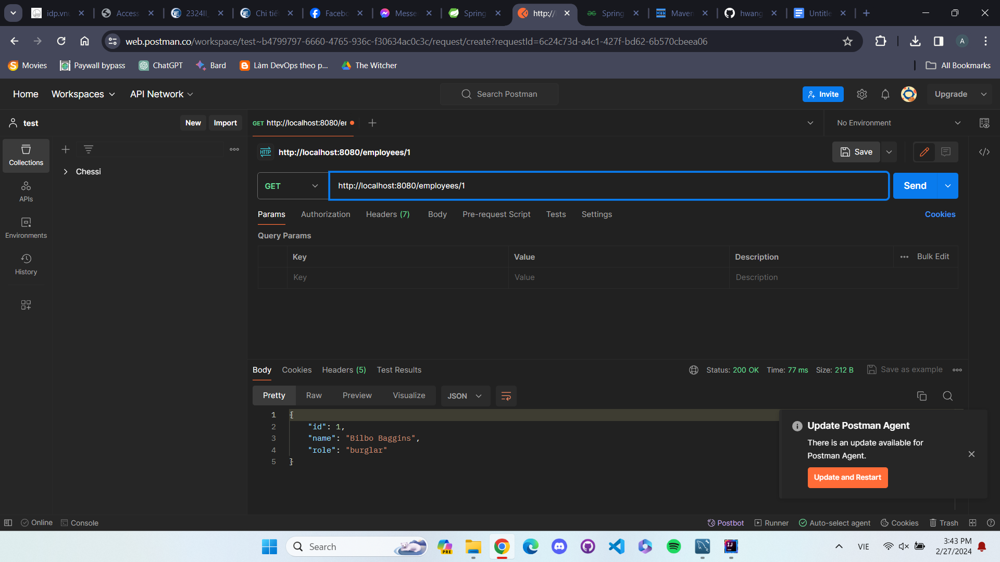 idp.vnu
Access
2324II_
Chi tiế
Facebo
Messe
Spring
http://
Spring
Maven
hwang
Untitle
web.postman.co/workspace/test~b4799797-6660-4765-936c-f30634ac0c3c/request/create?requestId=6c24c73d-a4c1-427f-bd62-6b570cbeea06
A
Movies
Paywall bypass
ChatGPT
Bard
Làm DevOps theo p...
The Witcher
All Bookmarks
Home
Workspaces
API Network
Search Postman
Invite
Upgrade
test
New
Import
GET http://localhost:8080/er
No Environment
Collections
Chessi
APIs
Environments
History
HTTP
http://localhost:8080/employees/1
Save
GET
http://localhost:8080/employees/1
Send
Params
Authorization
Headers (7)
Body
Pre-request Script
Tests
Settings
Cookies
Query Params
Key
Value
Description
Bulk Edit
Key
Value
Description
Body
Cookies
Headers (5)
Test Results
Status: 200 OK
Time: 77 ms
Size: 212 B
Save as example
Pretty
Raw
Preview
Visualize
JSON
1 {
2 "id": 1,
3 "name": "Bilbo Baggins",
4 "role": "burglar"
5 }
Update Postman Agent
There is an update available for
Postman Agent.
Update and Restart
Online
Console
Postbot
Runner
Auto-select agent
Cookies
Trash
Search
PRE
IJ
VIE
3:43 PM
2/27/2024